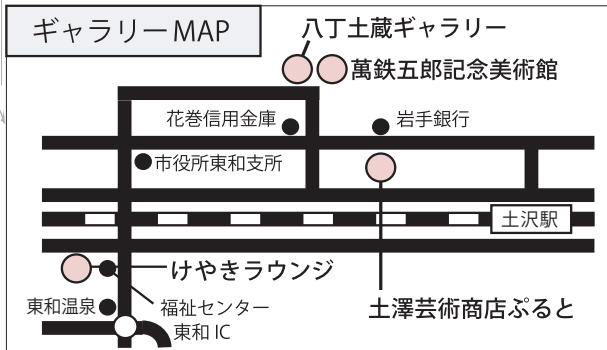 ギャラリーMAP
八丁土蔵ギャラリー
萬鉄五郎記念美術館
花巻信用金庫
岩手銀行
市役所東和支所
土沢駅
けやきラウンジ
土澤芸術商店ぷると
東和温泉
福祉センター
東和IC